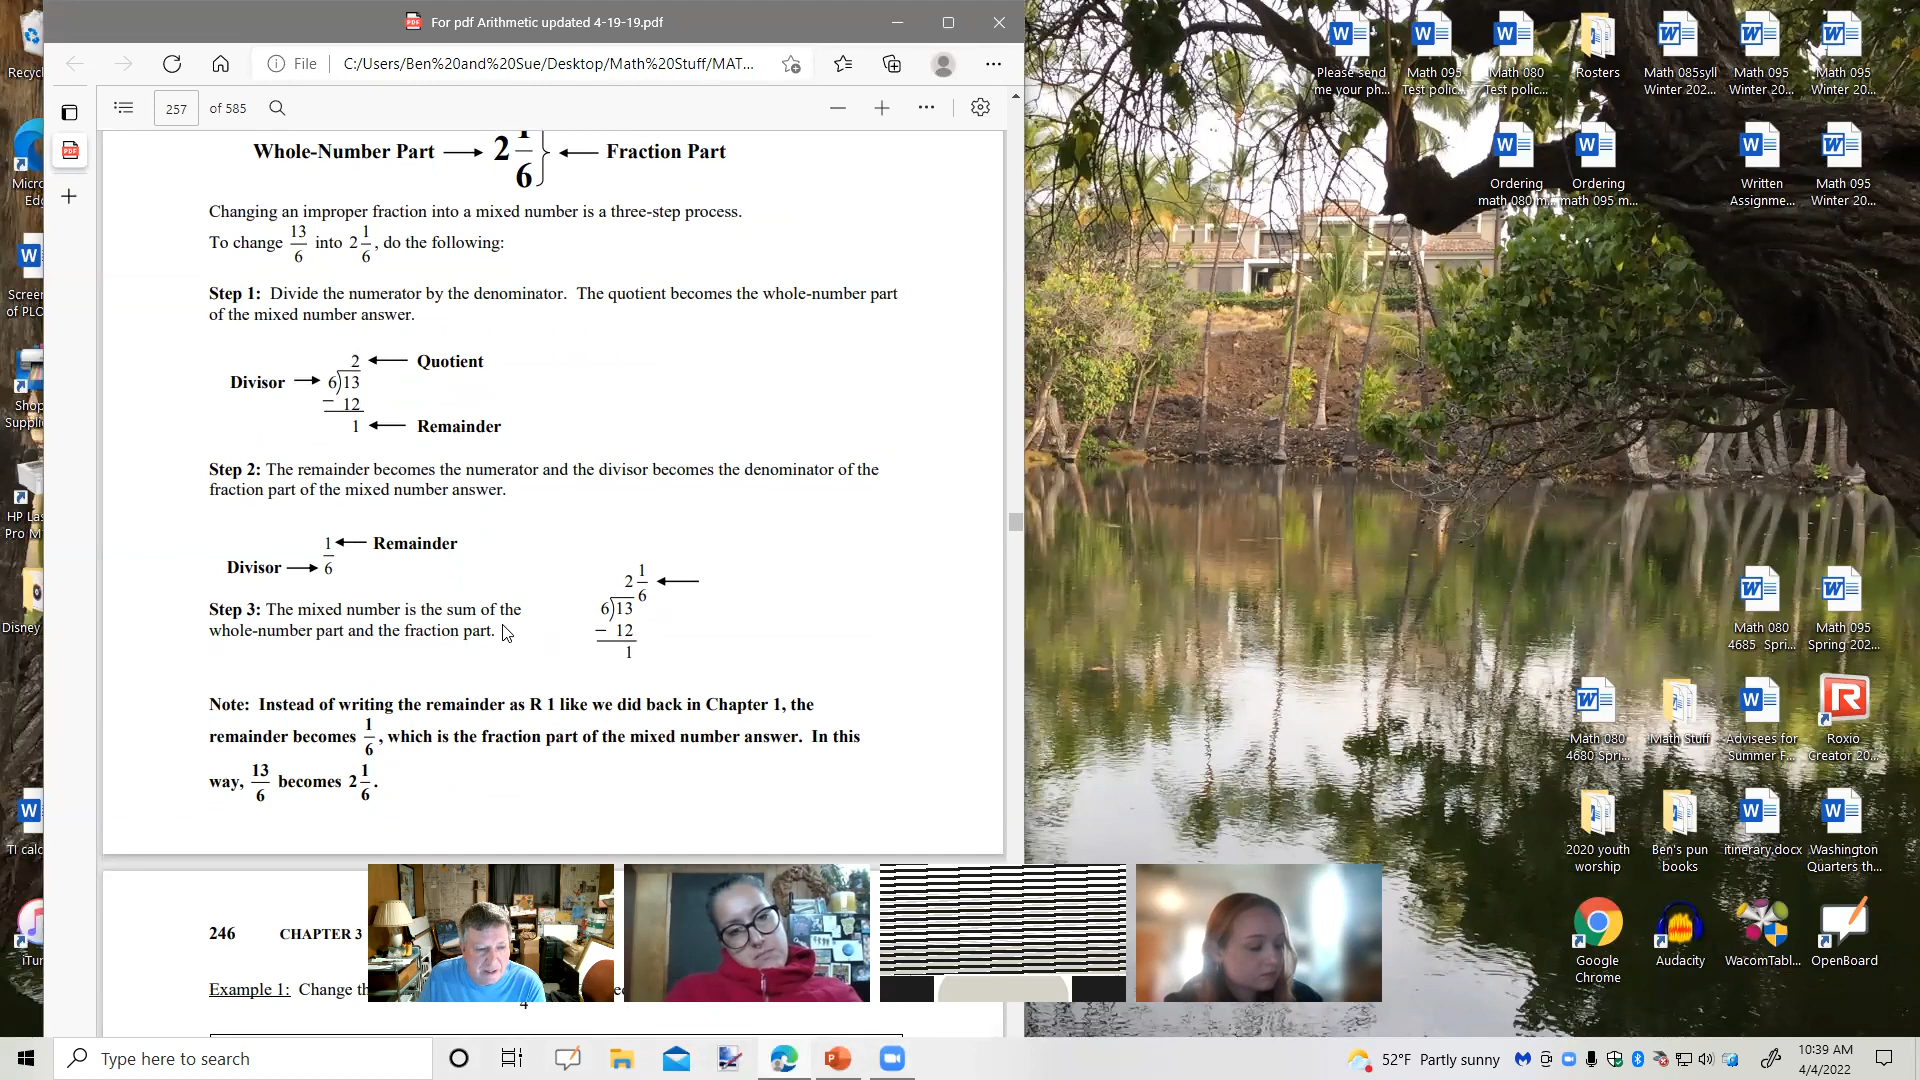 For pdf Arithmetic updated 4-19-19.pdf
File
C:/Users/Ben%20and%20Sue/Desktop/Math%20Stuff/MAT...
257 of 585
Whole-Number Part → 2 1/6 ← Fraction Part
Changing an improper fraction into a mixed number is a three-step process.
To change 13/6 into 2 1/6, do the following:
Step 1: Divide the numerator by the denominator. The quotient becomes the whole-number part
of the mixed number answer.
2 ← Quotient
Divisor → 6)13
− 12
1 ← Remainder
Step 2: The remainder becomes the numerator and the divisor becomes the denominator of the
fraction part of the mixed number answer.
1 ← Remainder
Divisor → 6
Step 3: The mixed number is the sum of the
whole-number part and the fraction part.
2 1/6 ←
6)13
− 12
1
Note: Instead of writing the remainder as R 1 like we did back in Chapter 1, the
remainder becomes 1/6, which is the fraction part of the mixed number answer. In this
way, 13/6 becomes 2 1/6.
246 CHAPTER 3
Example 1: Change th
4
Recyc
Micro
Edg
Screen
of PLO
Shop
Suppli
HP Las
Pro M
Disney
TI calc
iTur
Please send
me your ph...
Math 095
Test polic...
Math 080
Test polic...
Rosters
Math 085syll
Winter 202...
Math 095
Winter 20...
Math 095
Winter 20...
Ordering
math 080 m...
Ordering
math 095 m...
Written
Assignme...
Math 095
Winter 20...
Math 080
4685 Spri...
Math 095
Spring 202...
Math 080
4680 Spri...
Math Stuff
Advisees for
Summer F...
Roxio
Creator 20...
2020 youth
worship
Ben's pun
books
itinerary.docx
Washington
Quarters th...
Google
Chrome
Audacity
WacomTabl...
OpenBoard
Type here to search
52°F Partly sunny
10:39 AM
4/4/2022